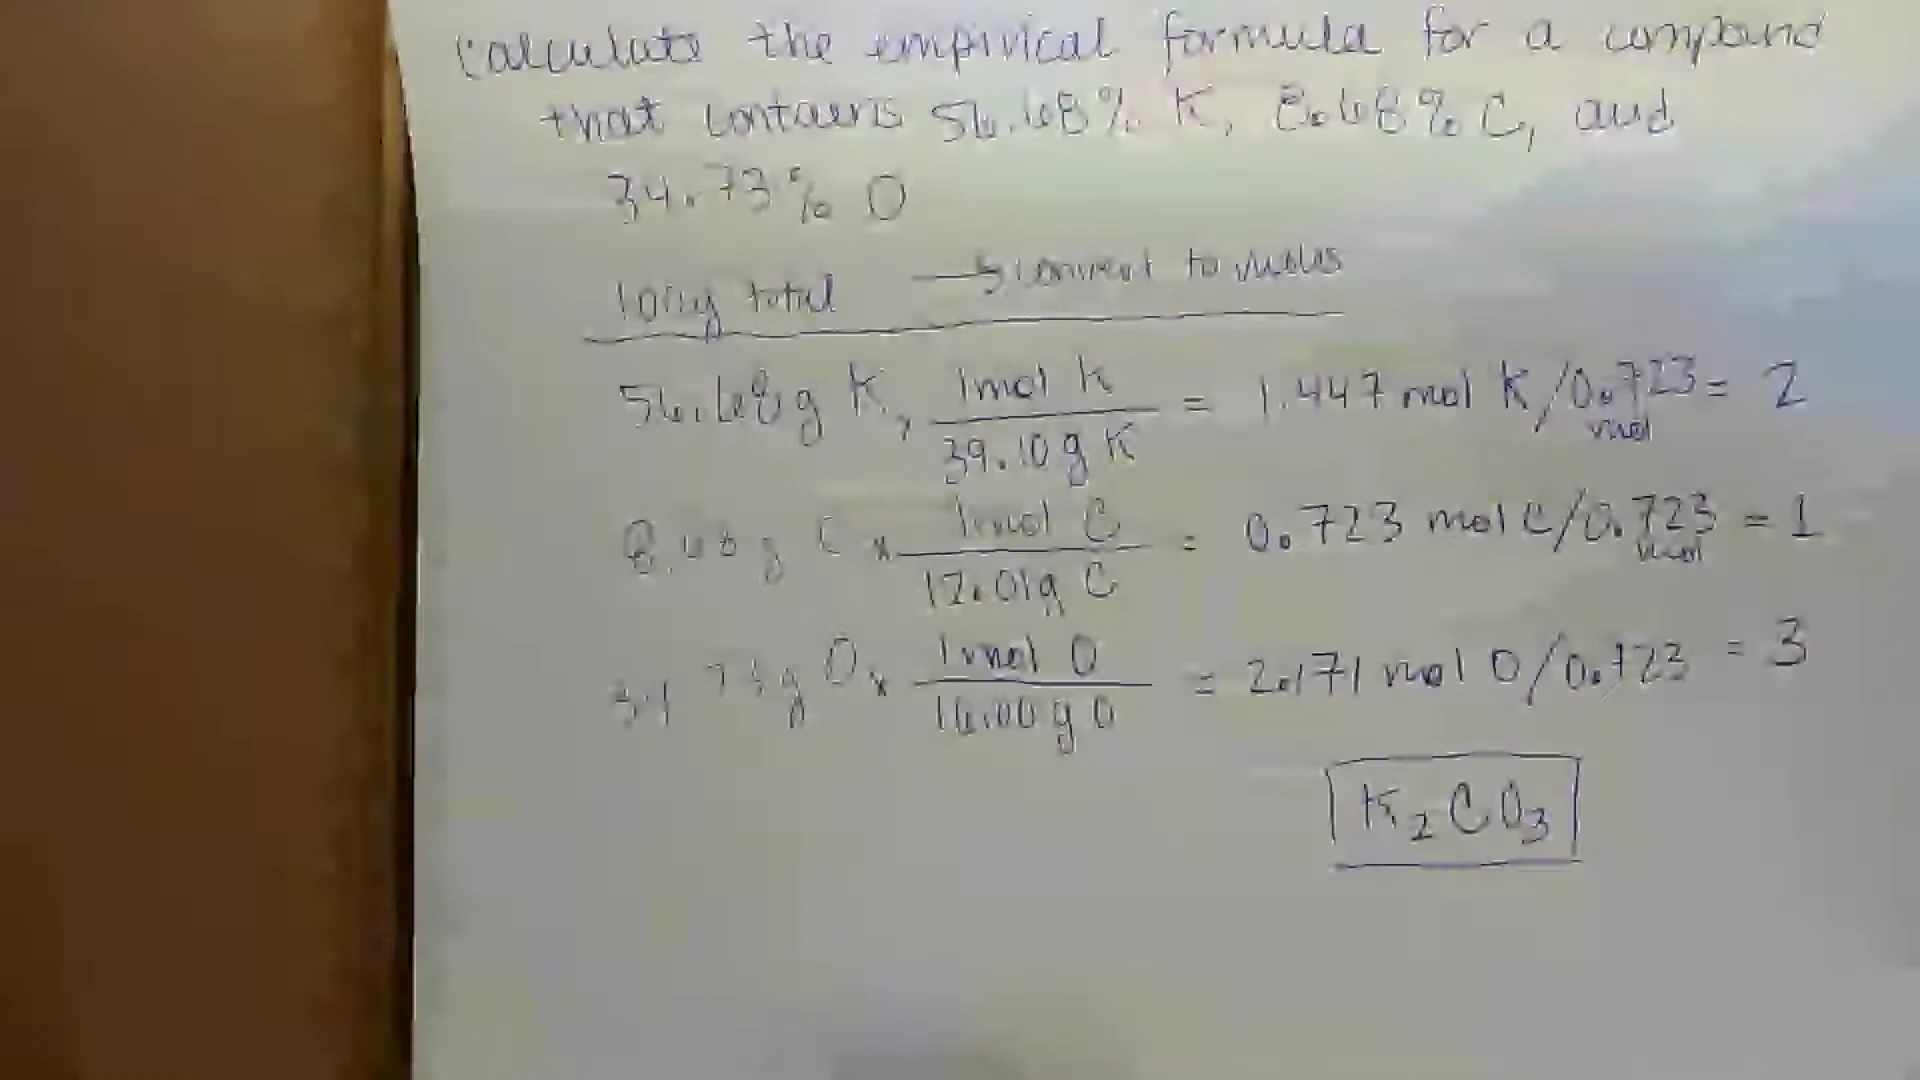 calculate the empirical formula for a compound
that contains 56.68% K, 8.68% C, and
34.73% O
100g total → convert to moles
56.68g K, 1mol K / 39.10g K = 1.447 mol K/0.723 mol = 2
8.68g C x 1mol C / 12.01g C = 0.723 mol C/0.723 mol = 1
34.73g O x 1mol O / 16.00g O = 2.171 mol O/0.723 = 3
K₂CO₃